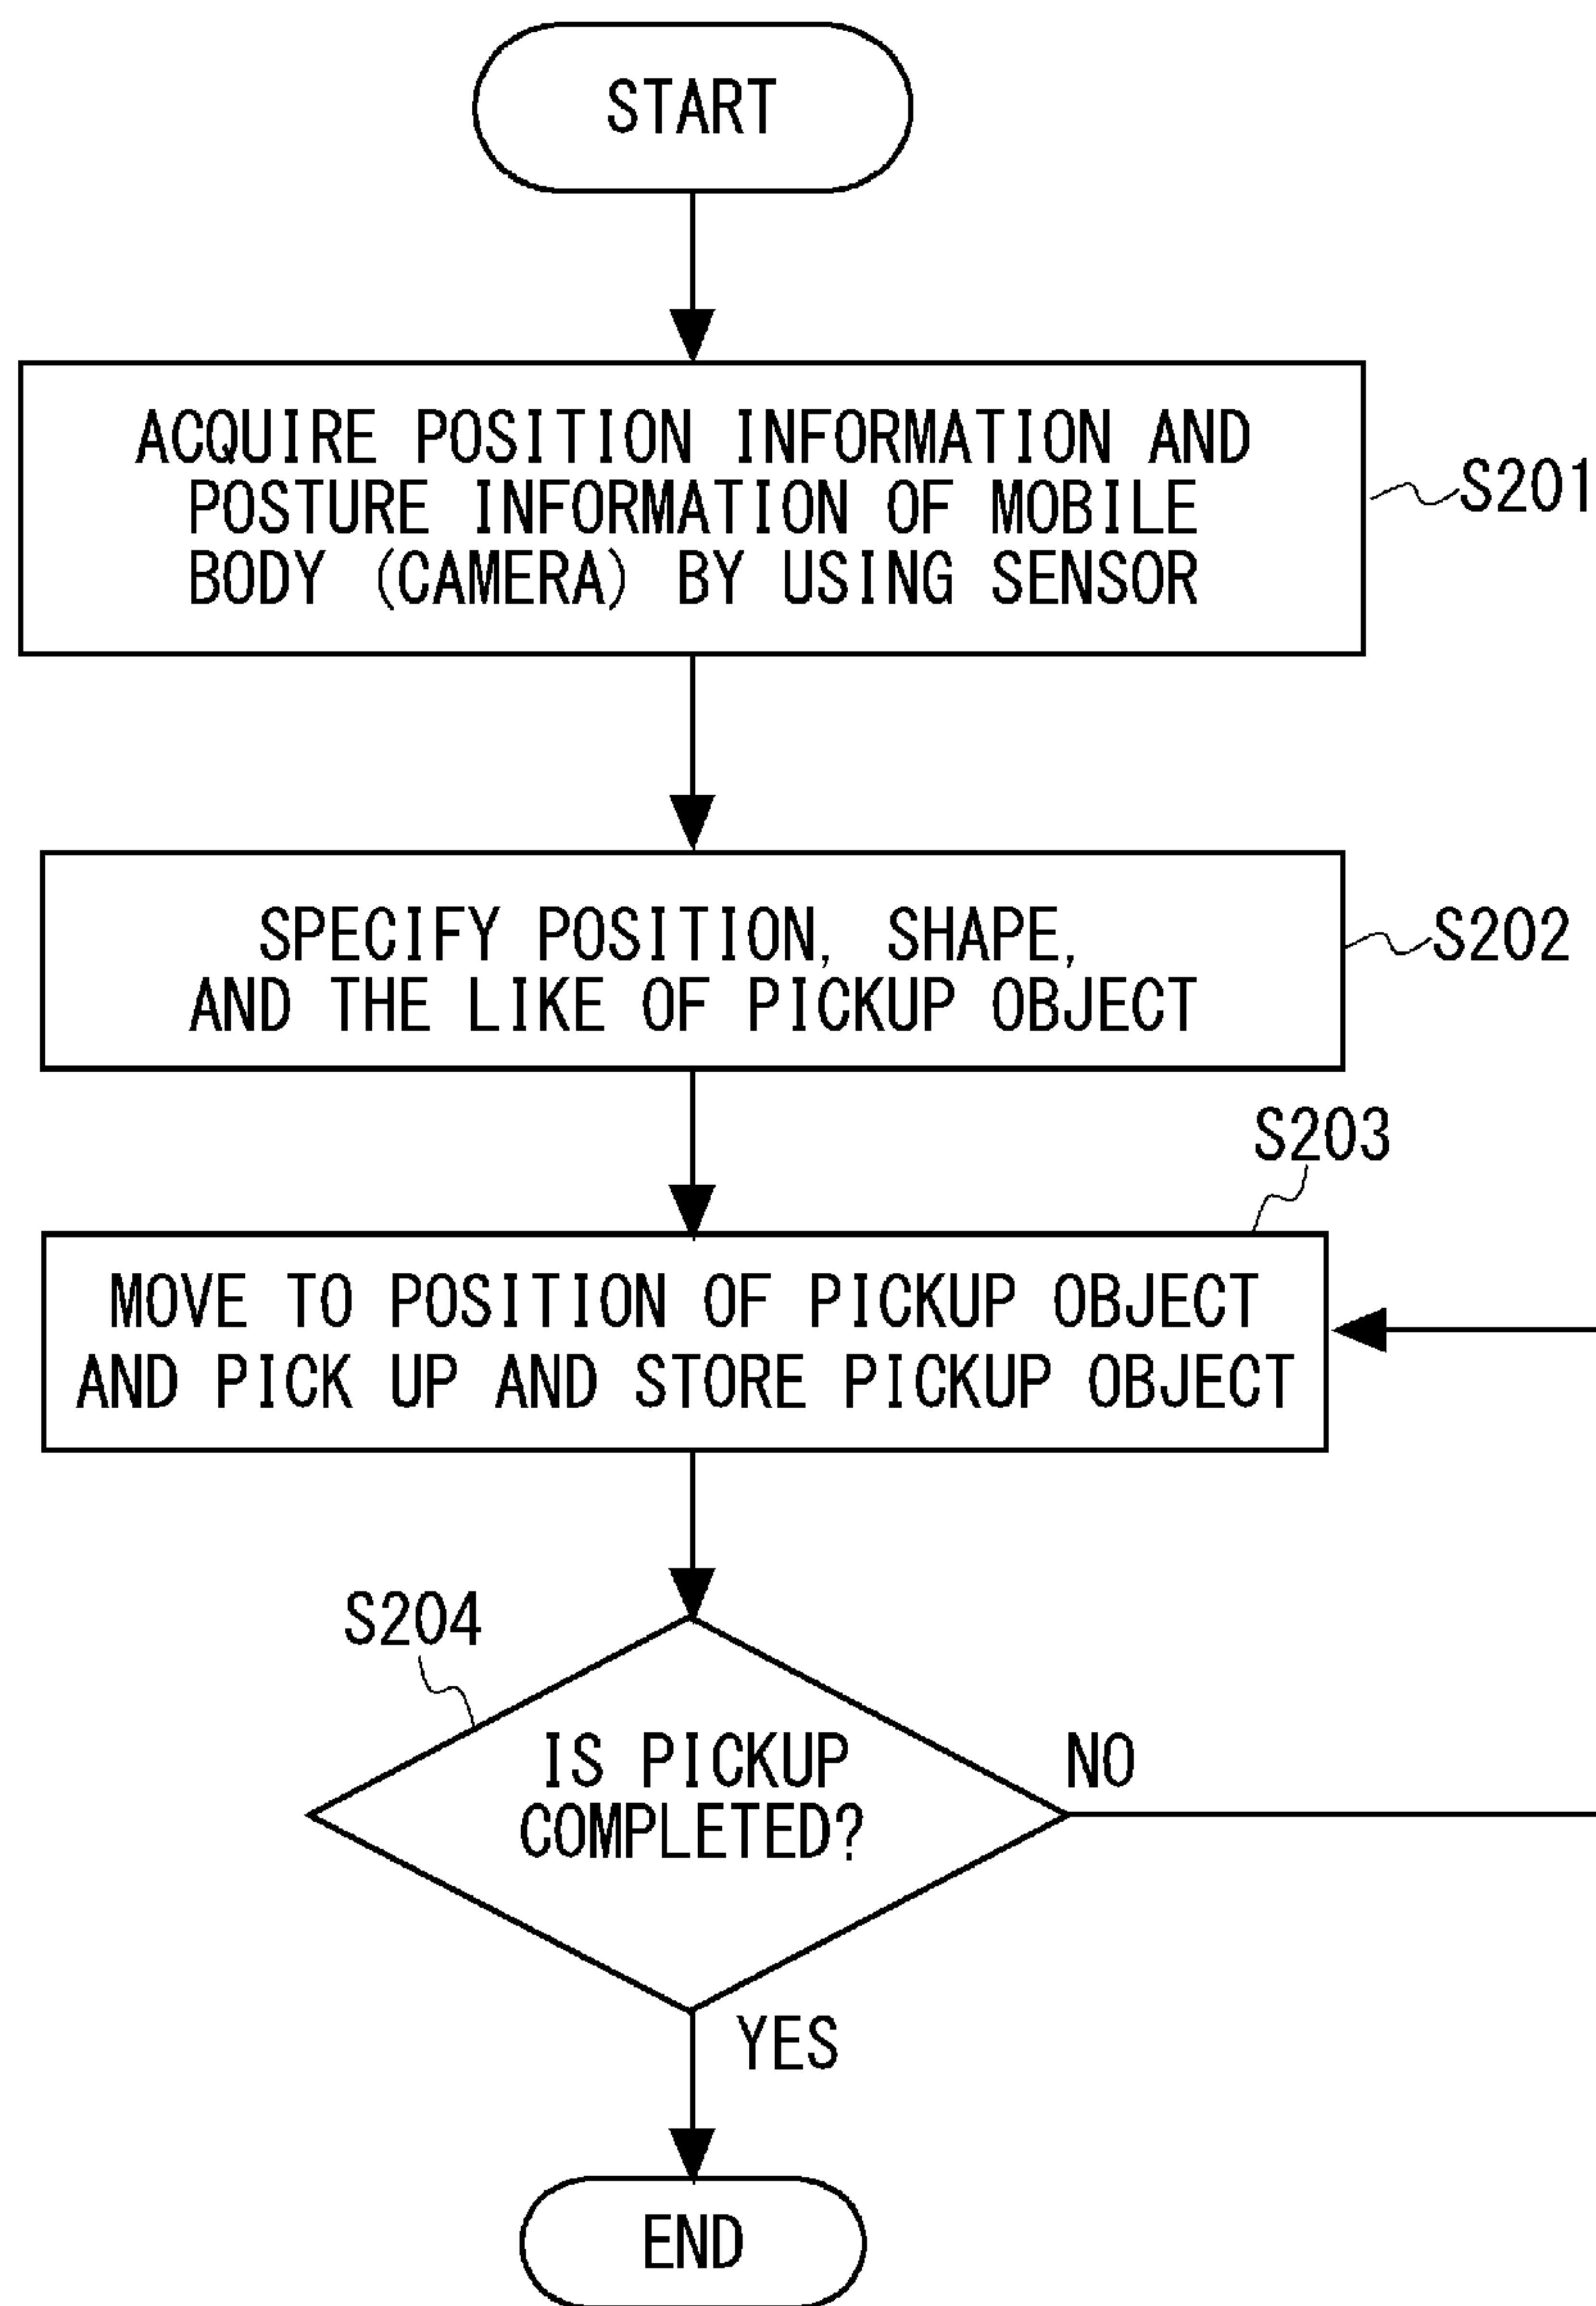 START
ACQUIRE POSITION INFORMATION AND
POSTURE INFORMATION OF MOBILE
BODY (CAMERA) BY USING SENSOR
S201
SPECIFY POSITION, SHAPE,
AND THE LIKE OF PICKUP OBJECT
S202
S203
MOVE TO POSITION OF PICKUP OBJECT
AND PICK UP AND STORE PICKUP OBJECT
S204
IS PICKUP
COMPLETED?
NO
YES
END